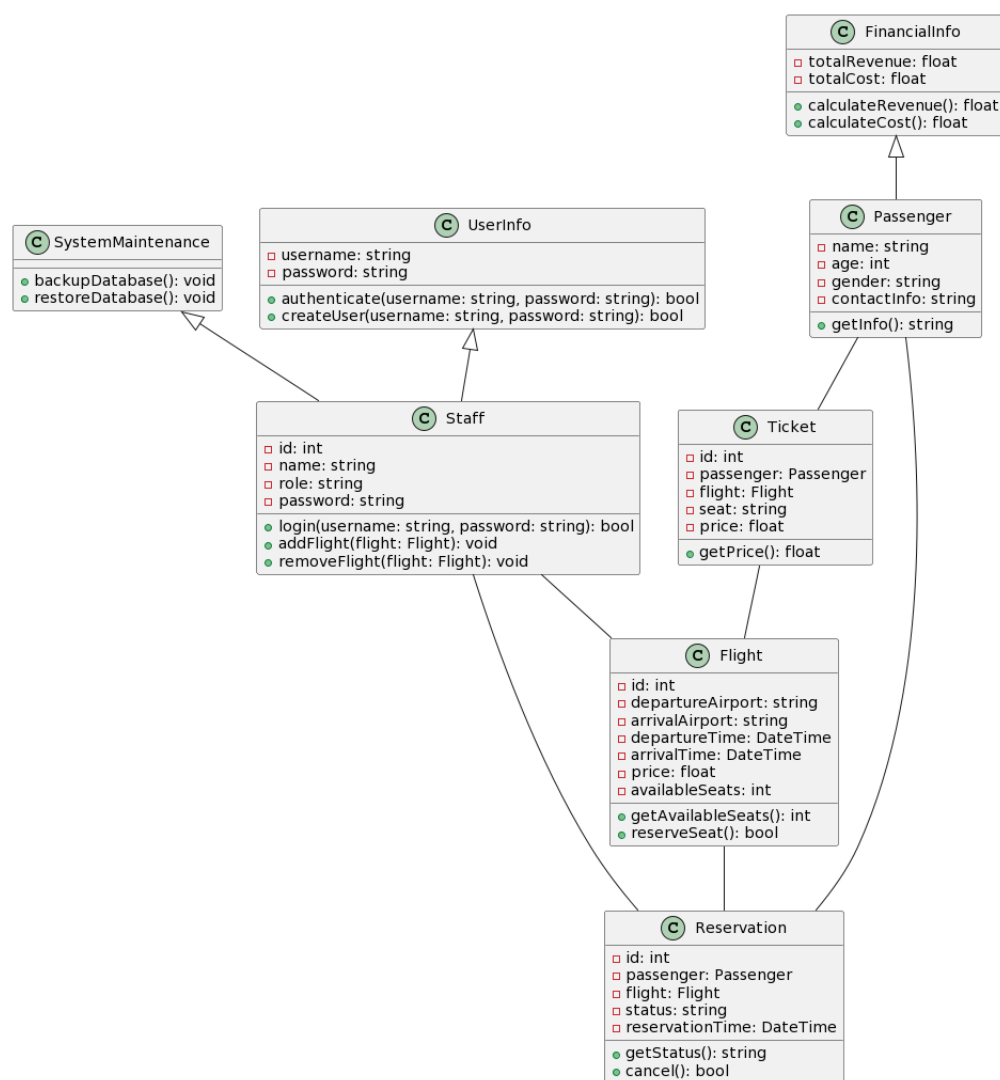 C FinancialInfo
totalRevenue: float
totalCost: float
calculateRevenue(): float
calculateCost(): float
C SystemMaintenance
backupDatabase(): void
restoreDatabase(): void
C UserInfo
username: string
password: string
authenticate(username: string, password: string): bool
createUser(username: string, password: string): bool
C Passenger
name: string
age: int
gender: string
contactInfo: string
getInfo(): string
C Staff
id: int
name: string
role: string
password: string
login(username: string, password: string): bool
addFlight(flight: Flight): void
removeFlight(flight: Flight): void
C Ticket
id: int
passenger: Passenger
flight: Flight
seat: string
price: float
getPrice(): float
C Flight
id: int
departureAirport: string
arrivalAirport: string
departureTime: DateTime
arrivalTime: DateTime
price: float
availableSeats: int
getAvailableSeats(): int
reserveSeat(): bool
C Reservation
id: int
passenger: Passenger
flight: Flight
status: string
reservationTime: DateTime
getStatus(): string
cancel(): bool